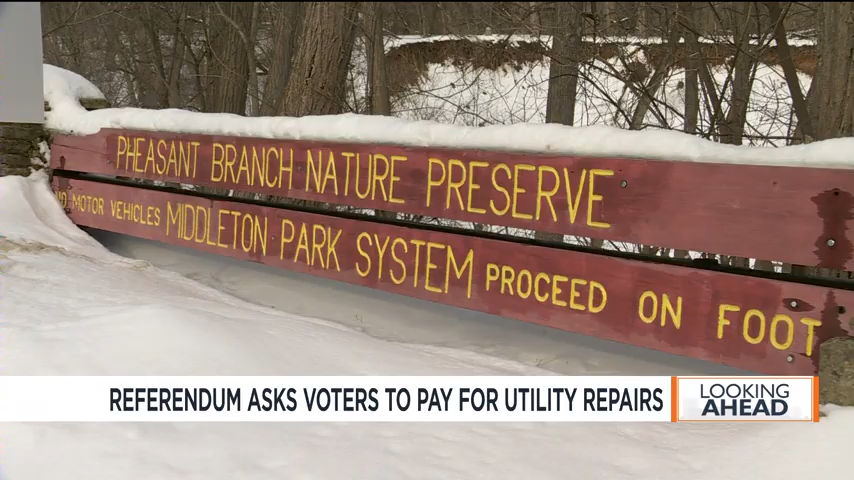 PHEASANT BRANCH NATURE PRESERVE
NO MOTOR VEHICLES MIDDLETON PARK SYSTEM PROCEED ON FOOT
REFERENDUM ASKS VOTERS TO PAY FOR UTILITY REPAIRS
LOOKING
AHEAD